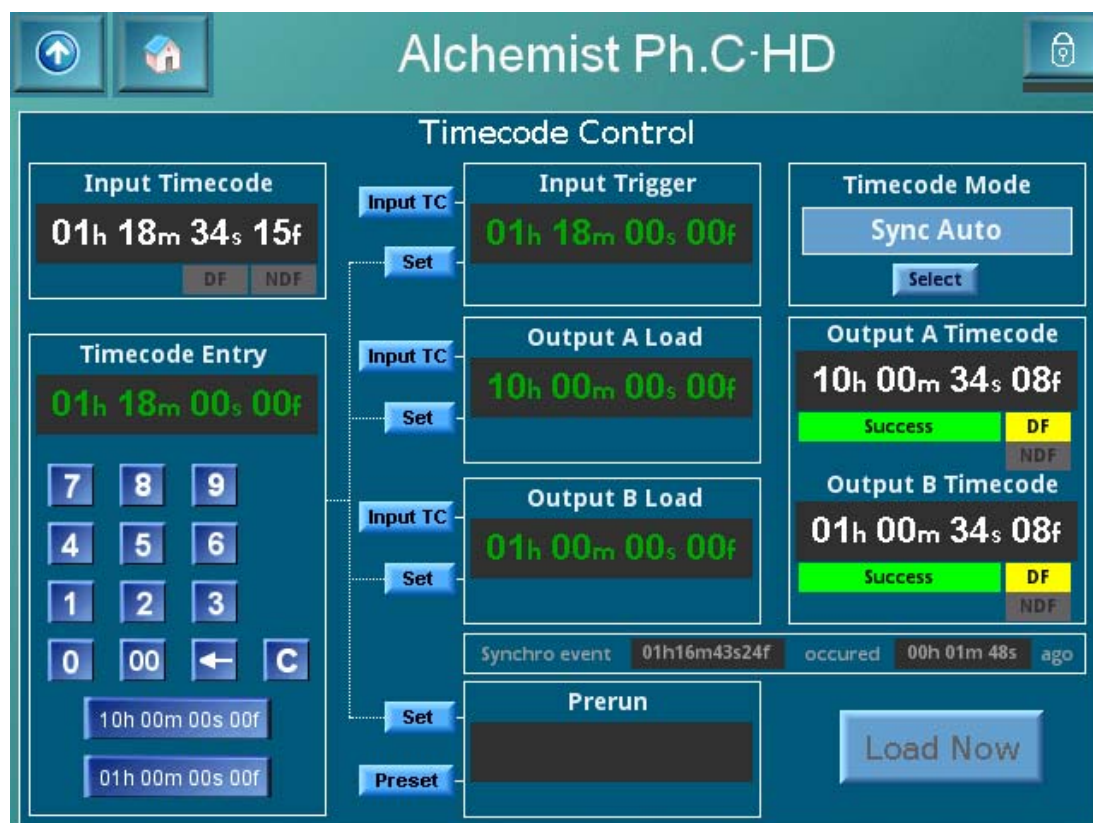 Alchemist Ph.C-HD
Timecode Control
Input Timecode
01h 18m 34s 15f
DF NDF
Timecode Entry
01h 18m 00s 00f
7 8 9
4 5 6
1 2 3
0 00 C
10h 00m 00s 00f
01h 00m 00s 00f
Input TC
Set
Input Trigger
01h 18m 00s 00f
Input TC
Set
Output A Load
10h 00m 00s 00f
Input TC
Set
Output B Load
01h 00m 00s 00f
Timecode Mode
Sync Auto
Select
Output A Timecode
10h 00m 34s 08f
Success DF
NDF
Output B Timecode
01h 00m 34s 08f
Success DF
NDF
Synchro event 01h16m43s24f occured 00h 01m 48s ago
Set
Preset
Prerun
Load Now